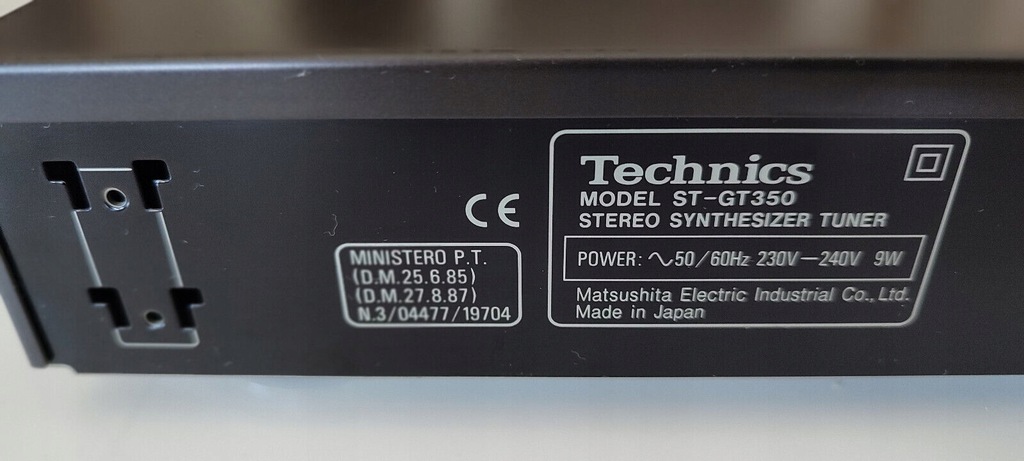 CE
MINISTERO P.T.
(D.M.25.6.85)
(D.M.27.8.87)
N.3/04477/19704
Technics
MODEL ST-GT350
STEREO SYNTHESIZER TUNER
POWER: ∿50/60Hz 230V—240V 9W
Matsushita Electric Industrial Co., Ltd.
Made in Japan